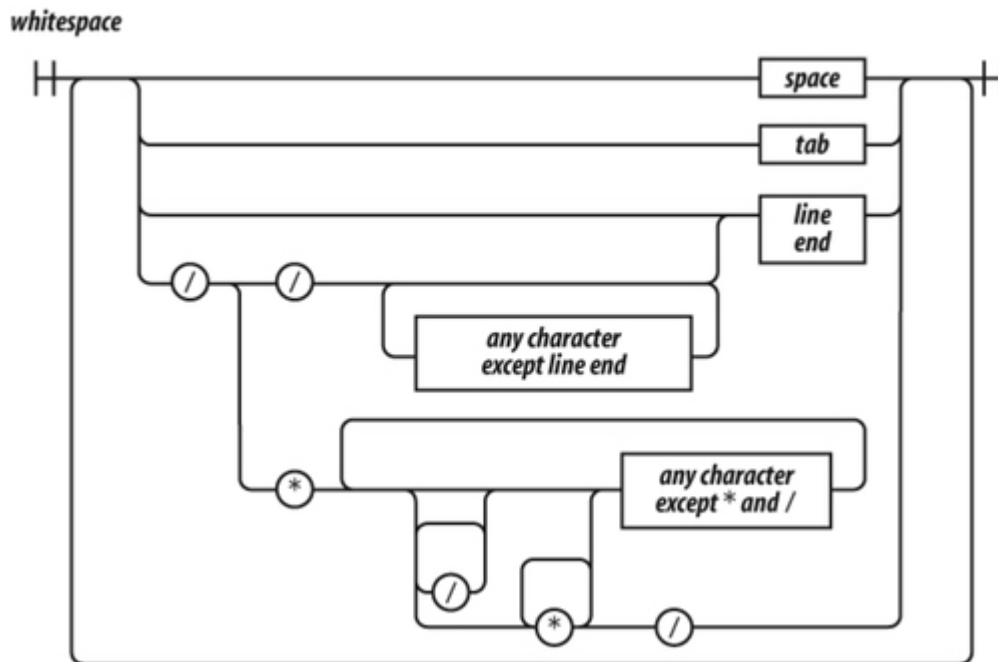 whitespace
space
tab
line
end
/ /
any character
except line end
*
any character
except * and /
/
* /